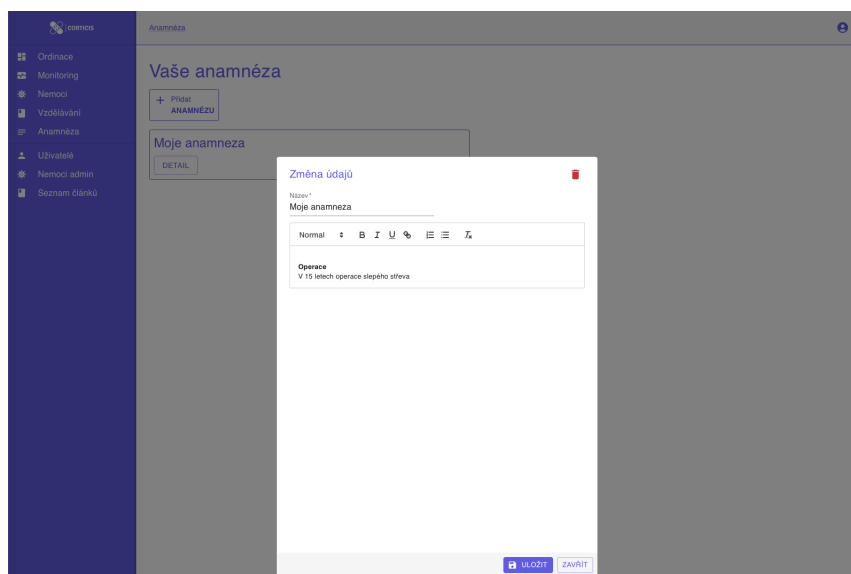 CORTICIS
Anamnéza
Ordinace
Monitoring
Nemoci
Vzdělávání
Anamnéza
Uživatelé
Nemoci admin
Seznam článků
Vaše anamnéza
+ Přidat
ANAMNÉZU
Moje anamneza
DETAIL
Změna údajů
Název*
Moje anamneza
Normal B I U
Operace
V 15 letech operace slepého střeva
ULOŽIT ZAVŘÍT